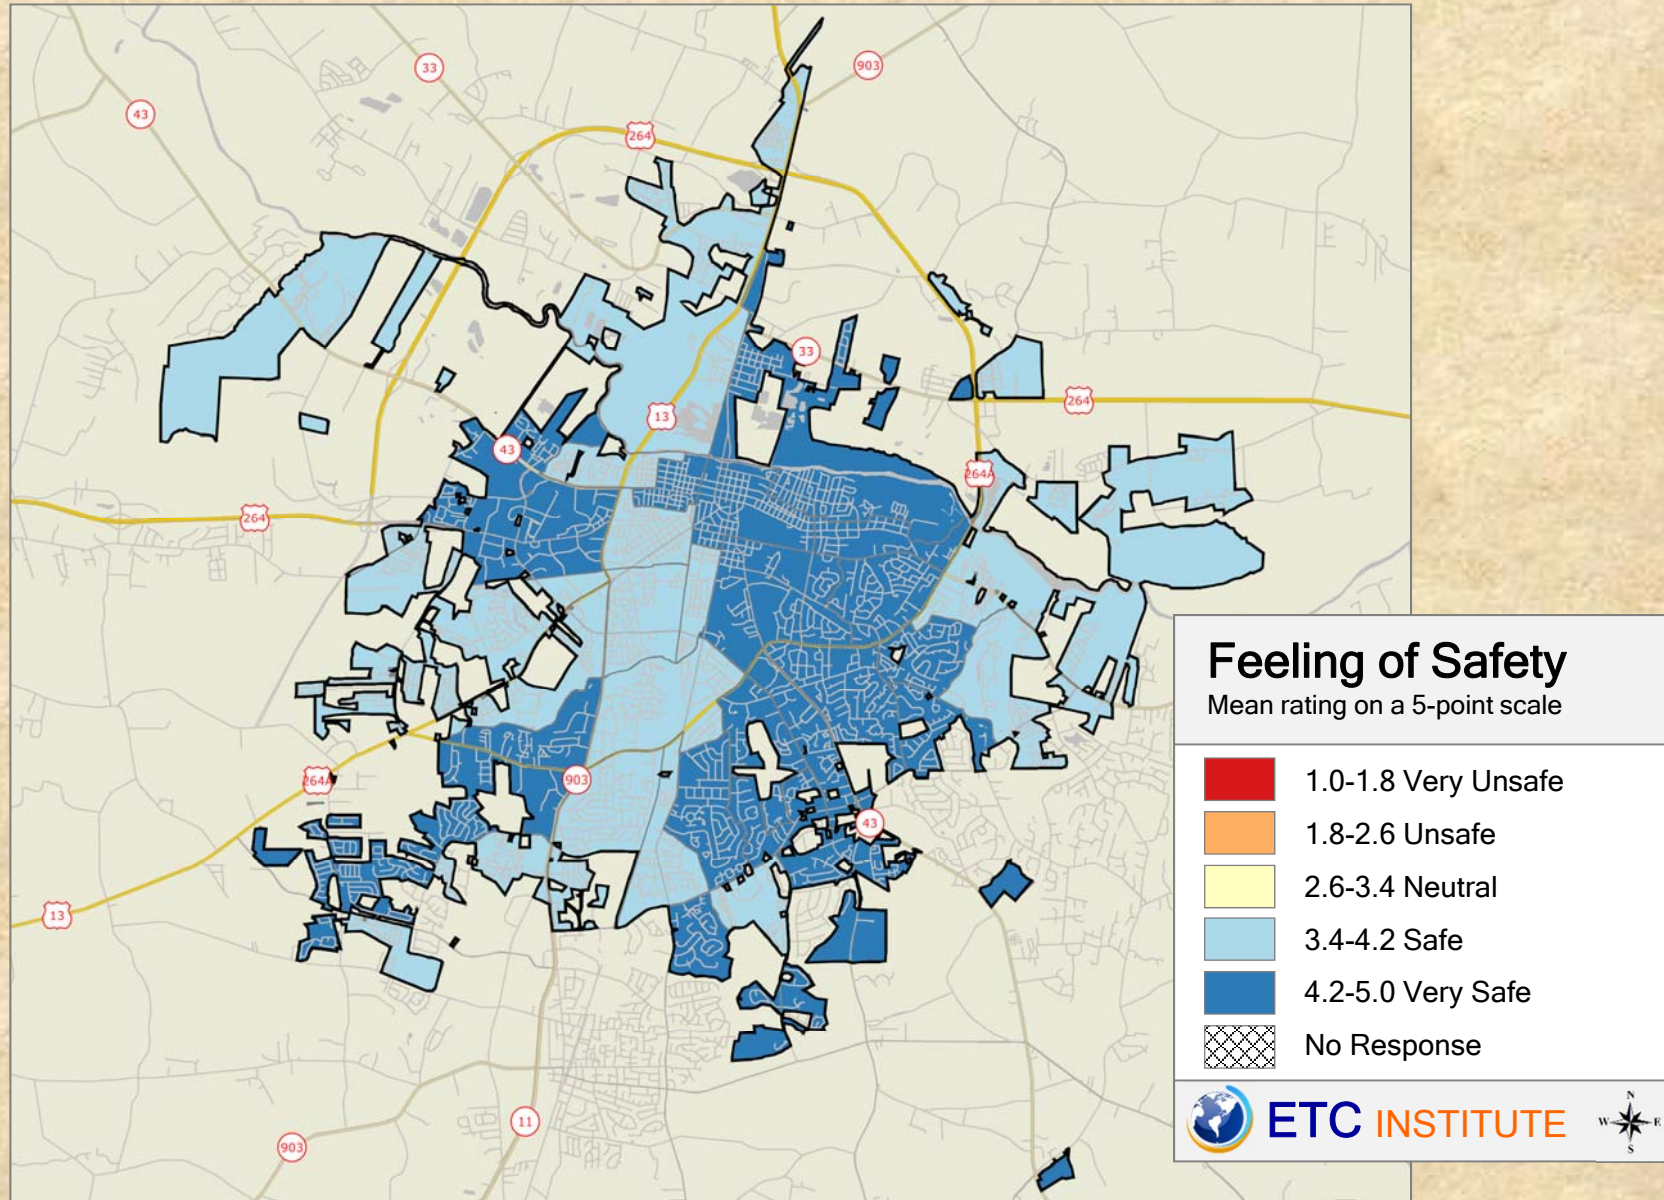 33
903
43
264
33
264
13
43
264A
264
903
264A
43
13
11
903
Feeling of Safety
Mean rating on a 5-point scale
1.0-1.8 Very Unsafe
1.8-2.6 Unsafe
2.6-3.4 Neutral
3.4-4.2 Safe
4.2-5.0 Very Safe
No Response
ETC INSTITUTE
N
W E
S